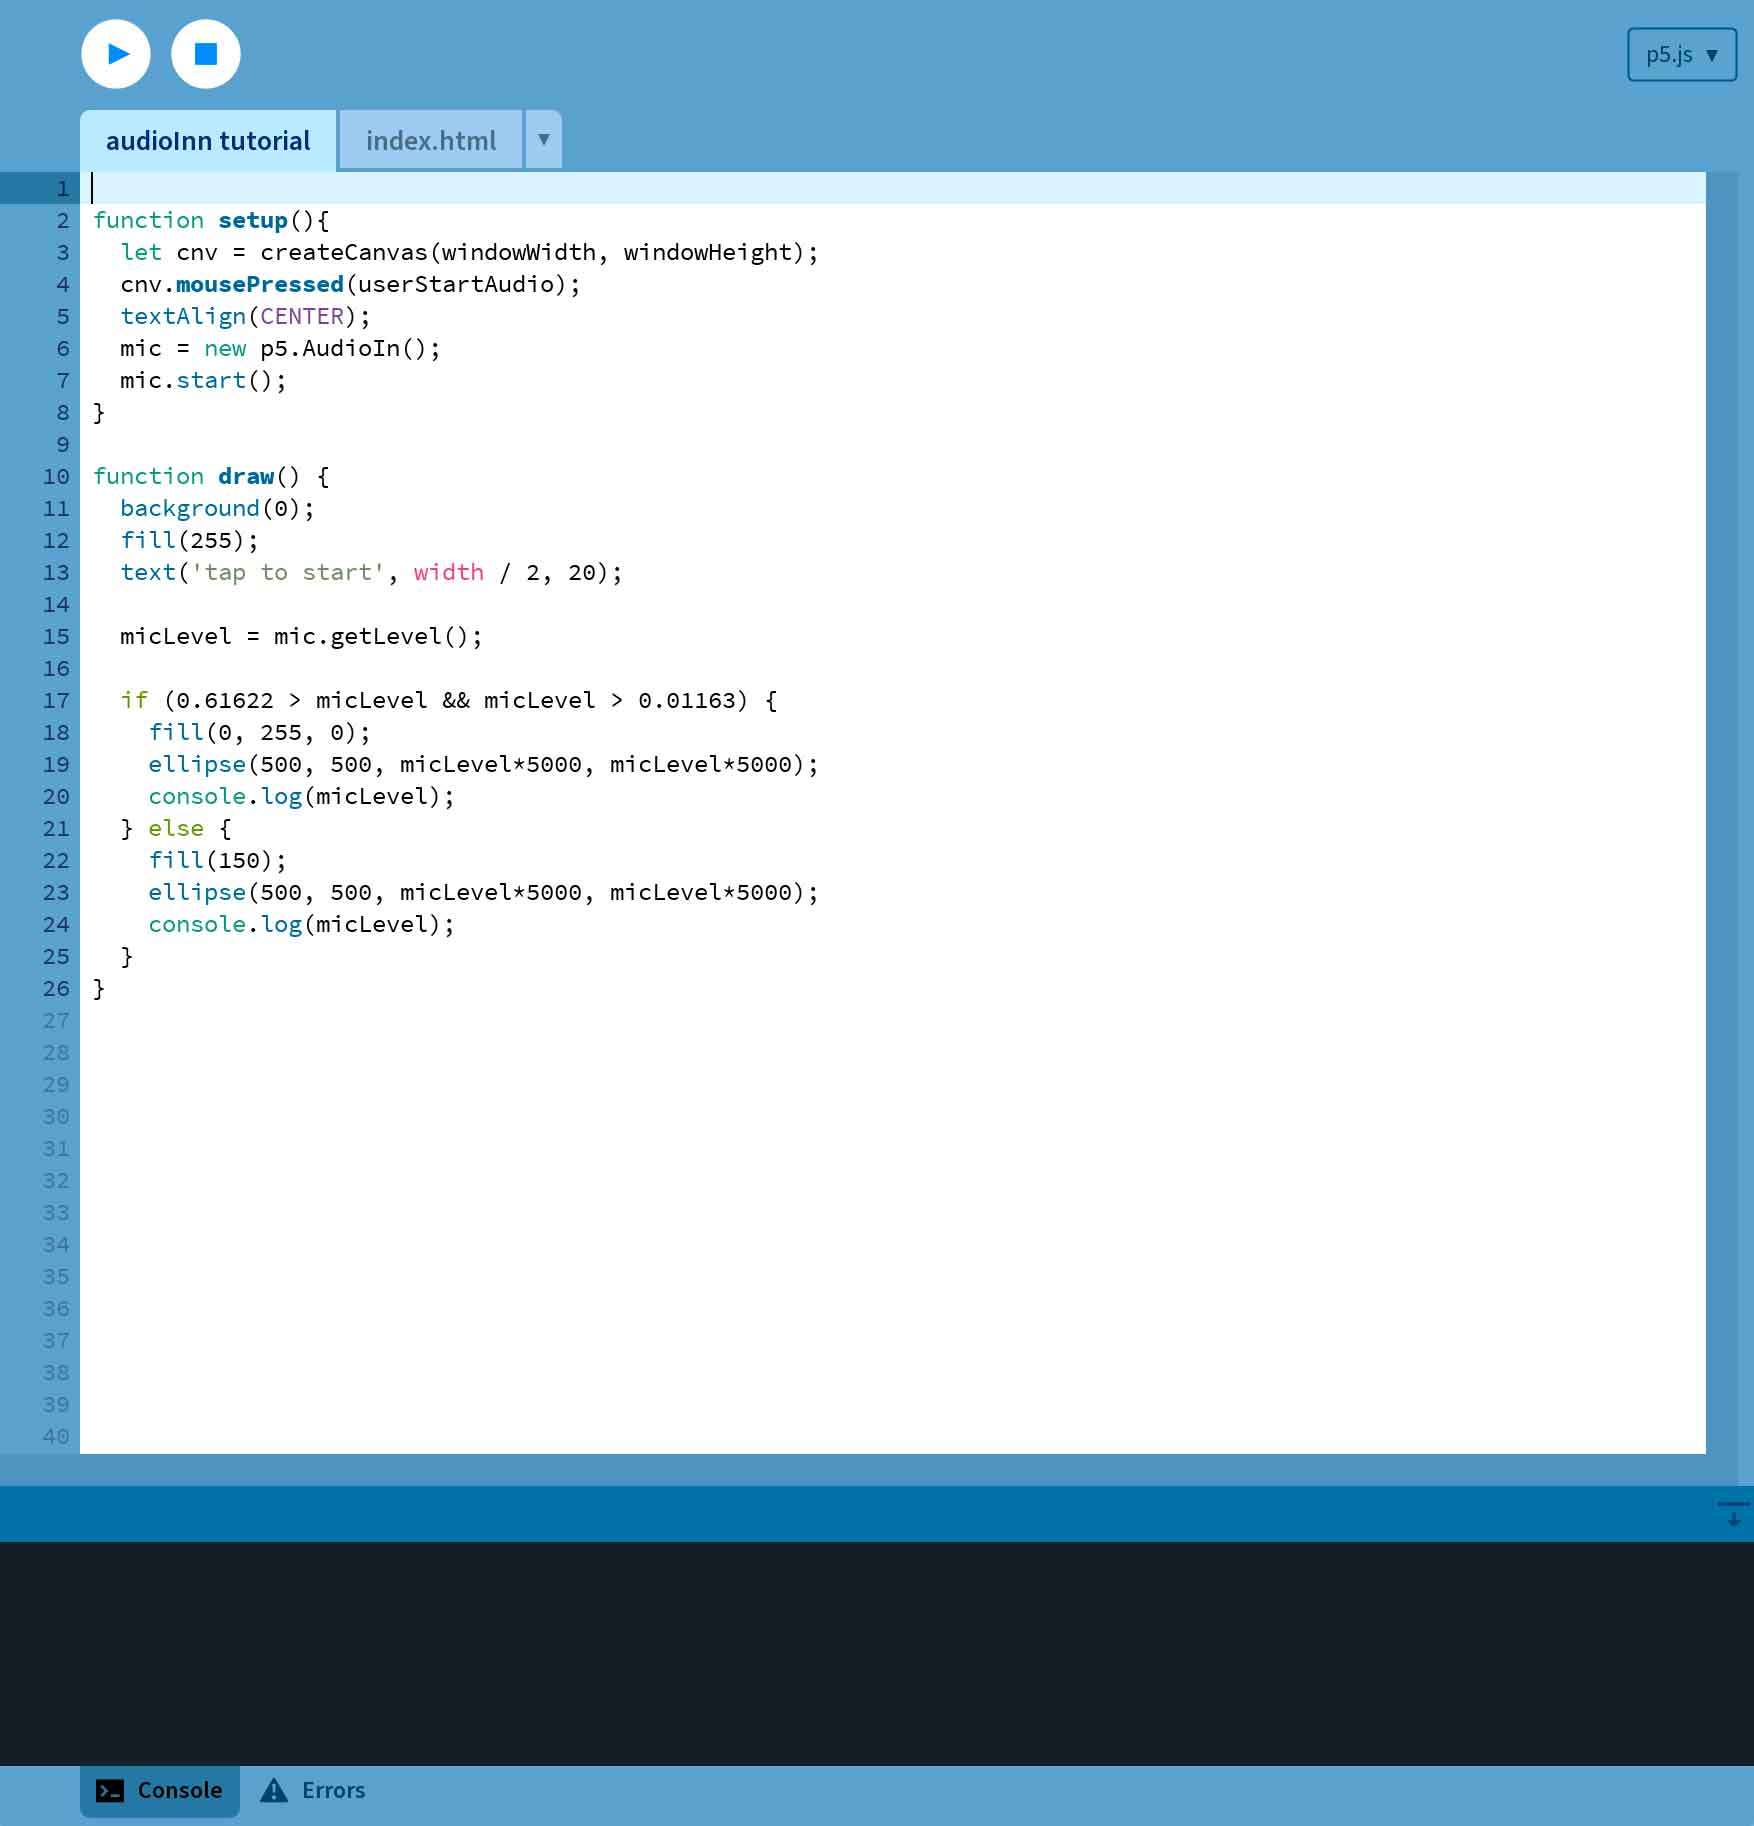 p5.js ▼
audioInn tutorial index.html ▼
1
2 function setup(){
3   let cnv = createCanvas(windowWidth, windowHeight);
4   cnv.mousePressed(userStartAudio);
5   textAlign(CENTER);
6   mic = new p5.AudioIn();
7   mic.start();
8 }
9
10 function draw() {
11   background(0);
12   fill(255);
13   text('tap to start', width / 2, 20);
14
15   micLevel = mic.getLevel();
16
17   if (0.61622 > micLevel && micLevel > 0.01163) {
18     fill(0, 255, 0);
19     ellipse(500, 500, micLevel*5000, micLevel*5000);
20     console.log(micLevel);
21   } else {
22     fill(150);
23     ellipse(500, 500, micLevel*5000, micLevel*5000);
24     console.log(micLevel);
25   }
26 }
27
28
29
30
31
32
33
34
35
36
37
38
39
40
Console Errors